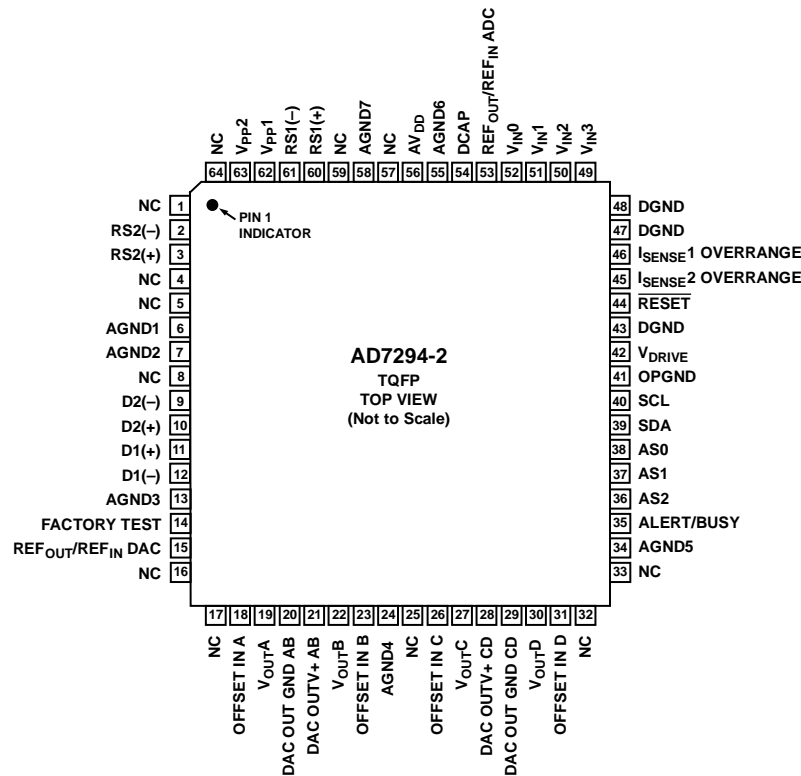 NC
VPP2
VPP1
RS1(–)
RS1(+)
NC
AGND7
NC
AVDD
AGND6
DCAP
REFOUT/REFIN ADC
VIN0
VIN1
VIN2
VIN3
64 63 62 61 60 59 58 57 56 55 54 53 52 51 50 49
NC 1
RS2(–) 2
RS2(+) 3
NC 4
NC 5
AGND1 6
AGND2 7
NC 8
D2(–) 9
D2(+) 10
D1(+) 11
D1(–) 12
AGND3 13
FACTORY TEST 14
REFOUT/REFIN DAC 15
NC 16
PIN 1
INDICATOR
AD7294-2
TQFP
TOP VIEW
(Not to Scale)
48 DGND
47 DGND
46 ISENSE1 OVERRANGE
45 ISENSE2 OVERRANGE
44 RESET
43 DGND
42 VDRIVE
41 OPGND
40 SCL
39 SDA
38 AS0
37 AS1
36 AS2
35 ALERT/BUSY
34 AGND5
33 NC
17 18 19 20 21 22 23 24 25 26 27 28 29 30 31 32
NC
OFFSET IN A
VOUTA
DAC OUT GND AB
DAC OUTV+ AB
VOUTB
OFFSET IN B
AGND4
NC
OFFSET IN C
VOUTC
DAC OUTV+ CD
DAC OUT GND CD
VOUTD
OFFSET IN D
NC